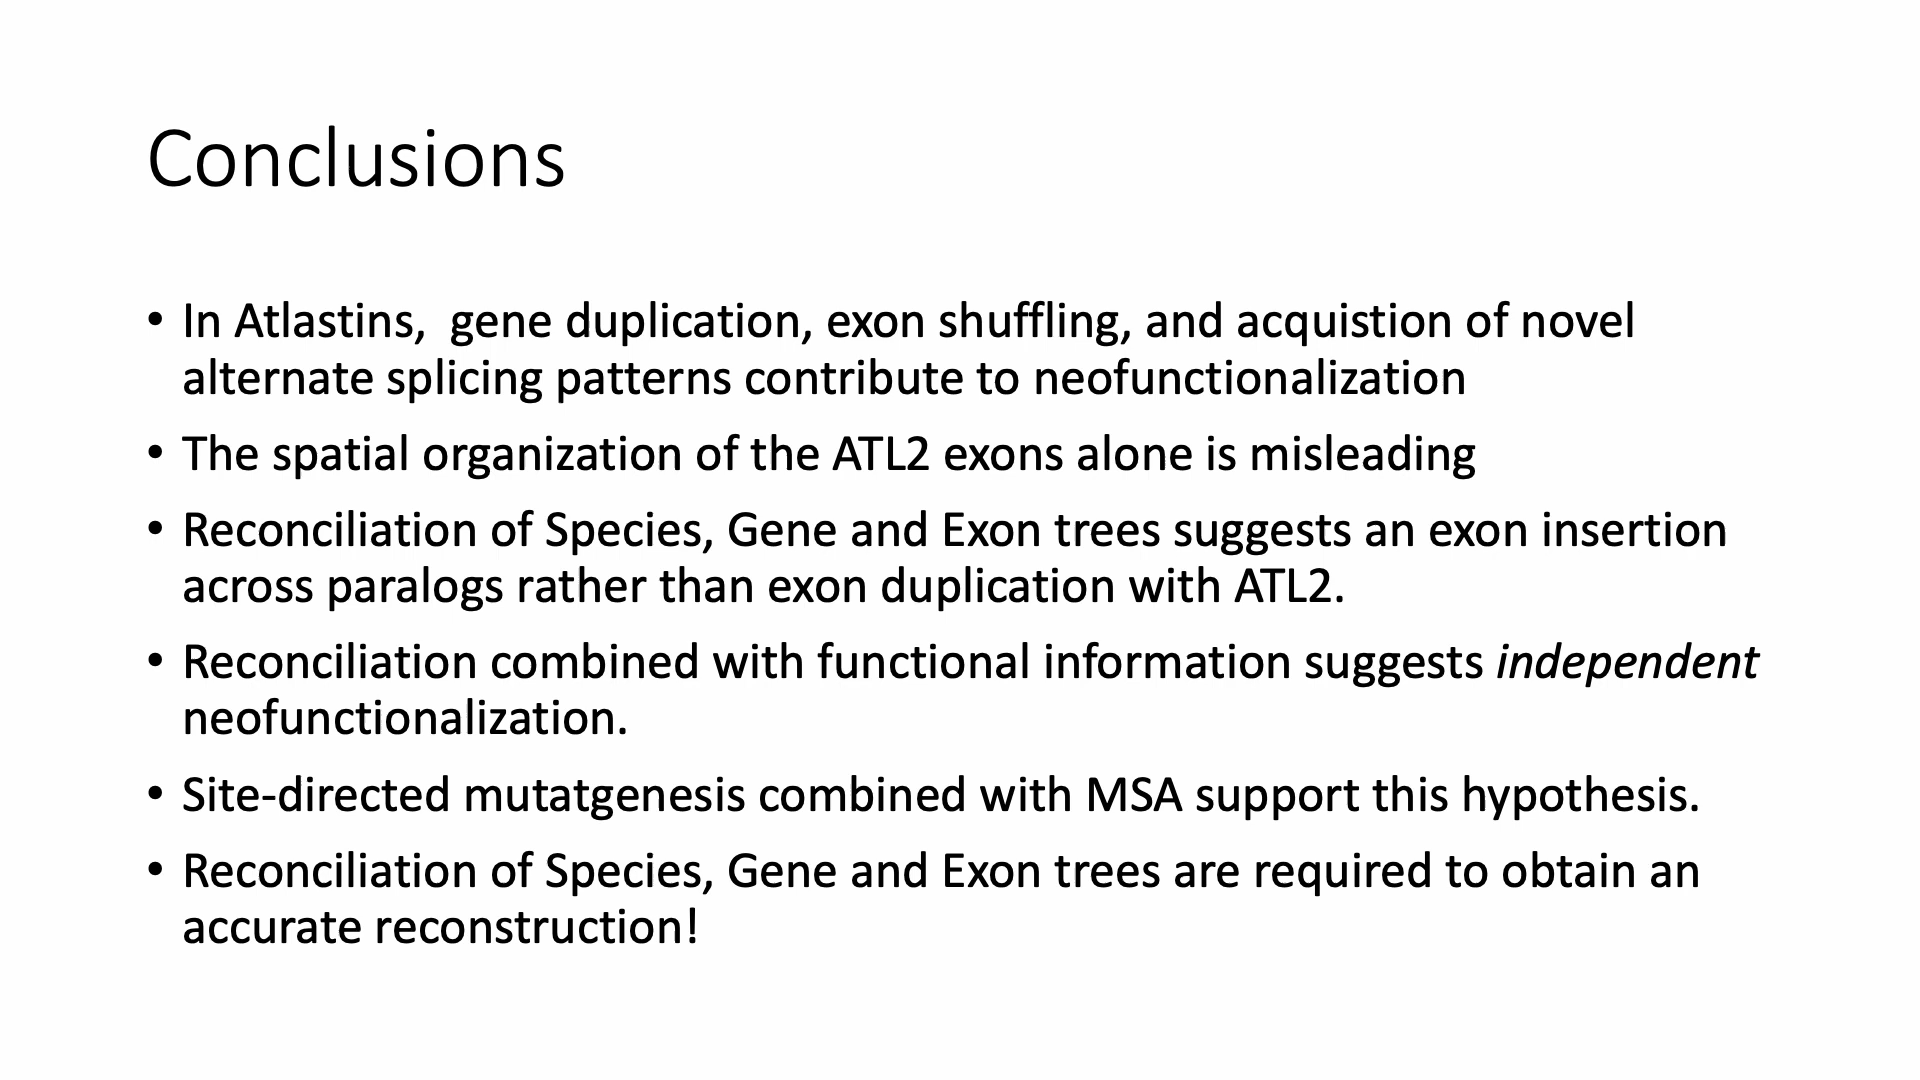 Conclusions
• In Atlastins,  gene duplication, exon shuffling, and acquistion of novel
alternate splicing patterns contribute to neofunctionalization
• The spatial organization of the ATL2 exons alone is misleading
• Reconciliation of Species, Gene and Exon trees suggests an exon insertion
across paralogs rather than exon duplication with ATL2.
• Reconciliation combined with functional information suggests independent
neofunctionalization.
• Site-directed mutatgenesis combined with MSA support this hypothesis.
• Reconciliation of Species, Gene and Exon trees are required to obtain an
accurate reconstruction!